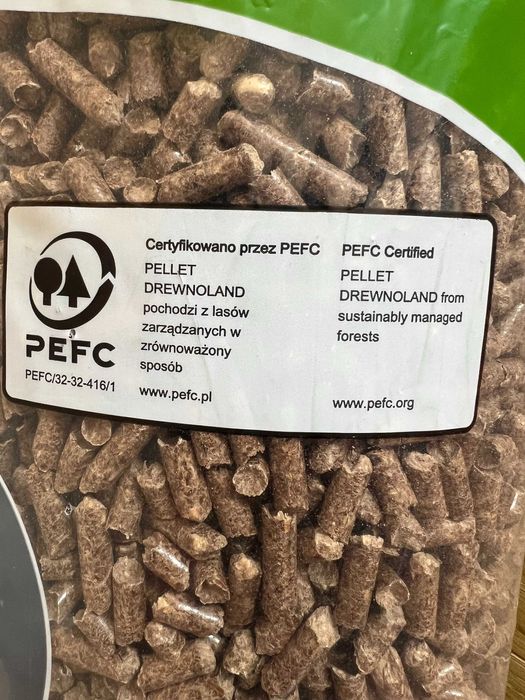 PEFC
PEFC/32-32-416/1
Certyfikowano przez PEFC
PELLET
DREWNOLAND
pochodzi z lasów
zarządzanych w
zrównoważony
sposób
www.pefc.pl
PEFC Certified
PELLET
DREWNOLAND from
sustainably managed
forests
www.pefc.org